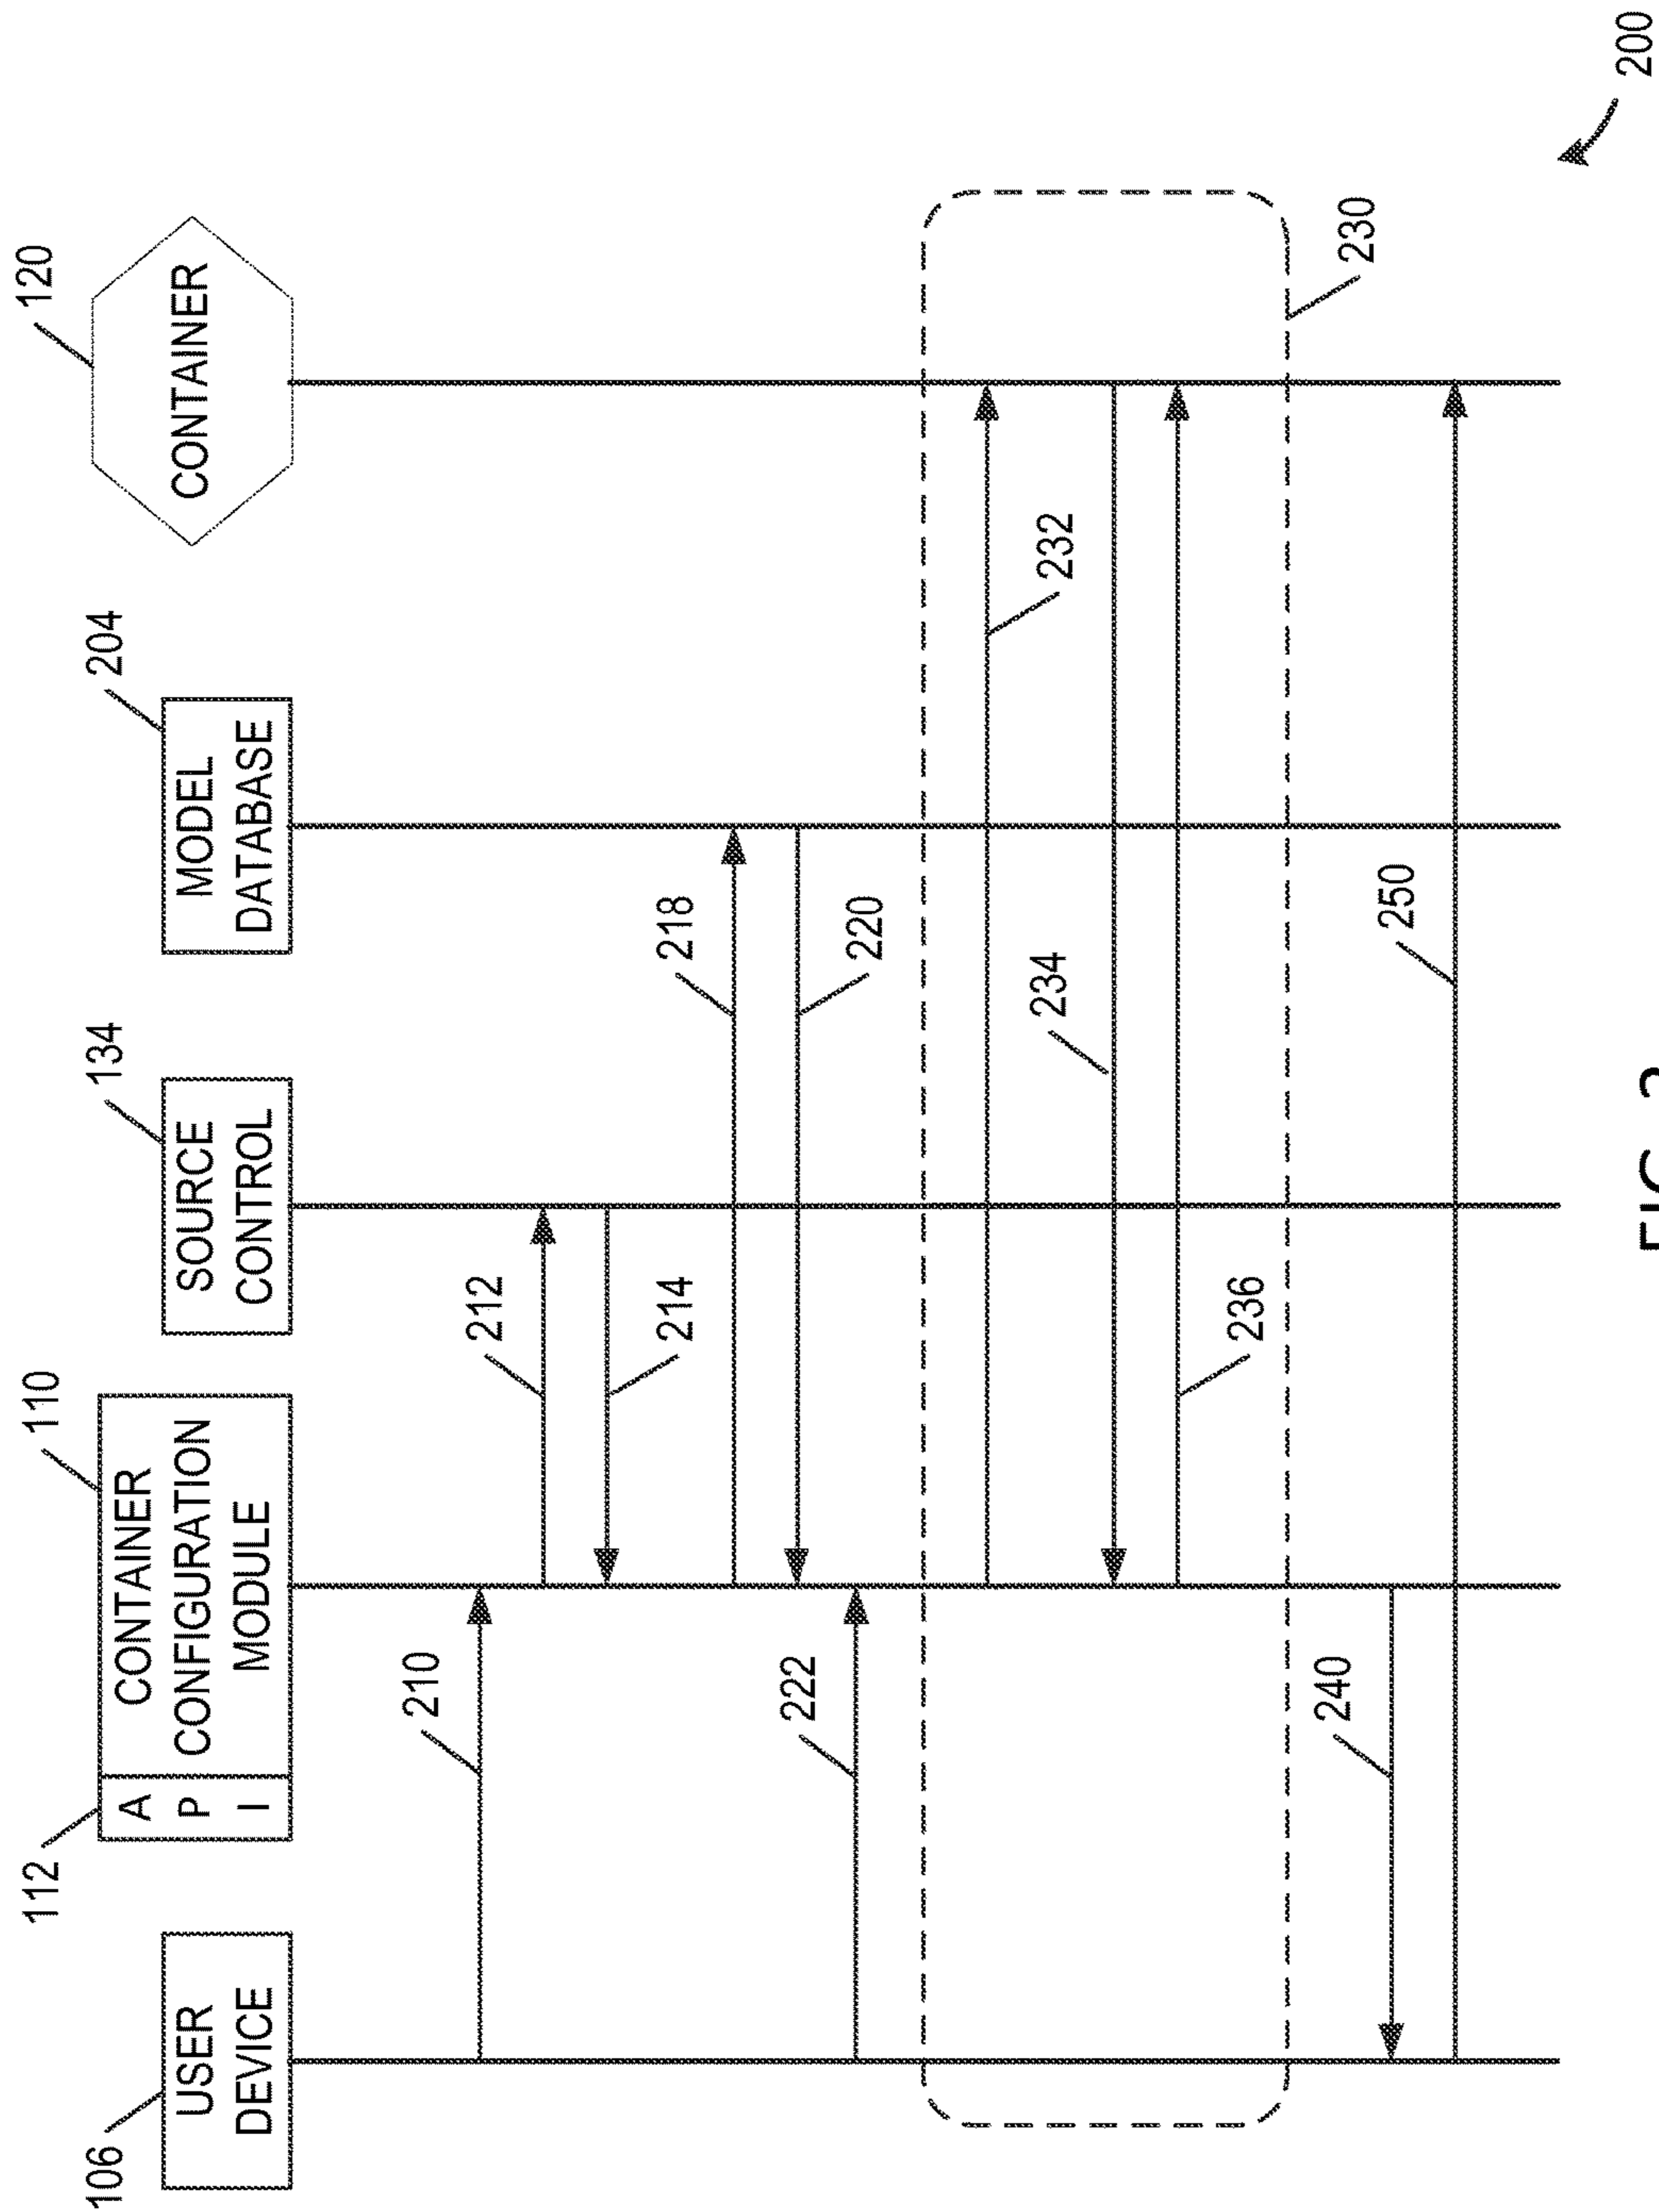 106
USER
DEVICE
112
A
P
I
110
CONTAINER
CONFIGURATION
MODULE
134
SOURCE
CONTROL
204
MODEL
DATABASE
120
CONTAINER
210
212
214
218
220
222
232
234
236
230
240
250
200